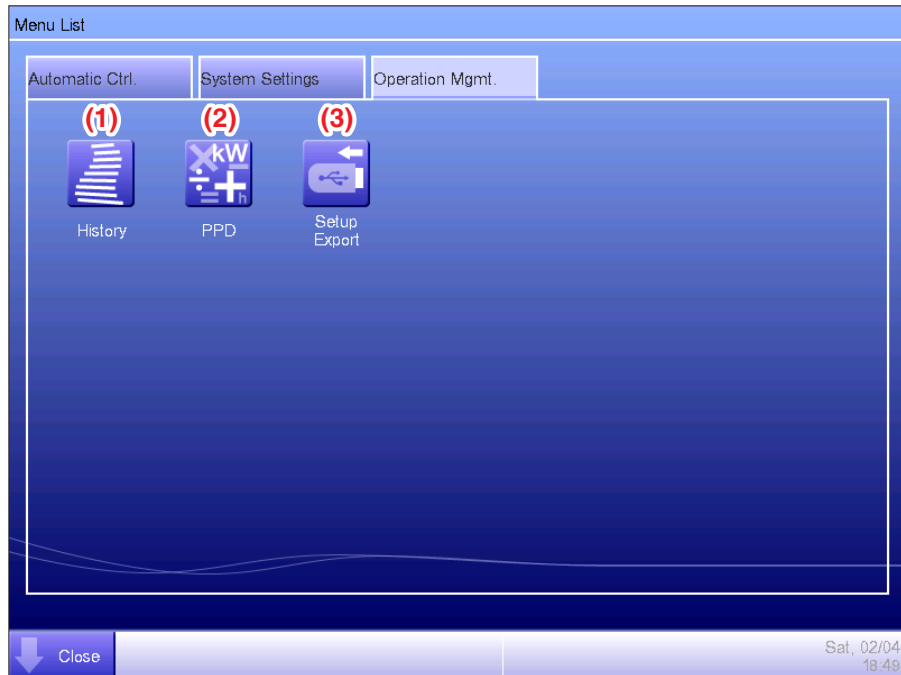 Menu List
Automatic Ctrl. System Settings Operation Mgmt.
(1) (2) (3)
kW
h
History PPD Setup
Export
Close
Sat, 02/04
18:49